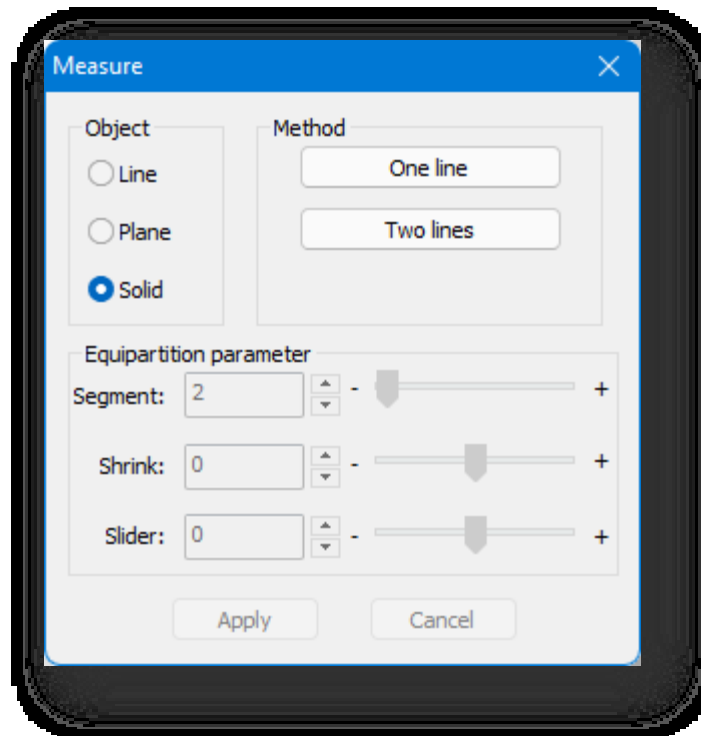 Measure
Object
Line
Plane
Solid
Method
One line
Two lines
Equipartition parameter
Segment: 2 - +
Shrink: 0 - +
Slider: 0 - +
Apply Cancel